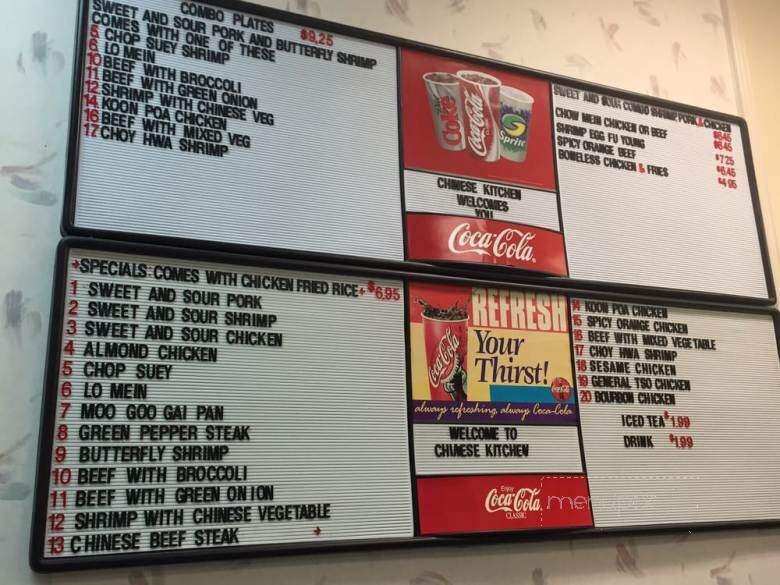 COMBO PLATES $9.25
SWEET AND SOUR PORK AND BUTTERFLY SHRIMP
COMES WITH ONE OF THESE
5 CHOP SUEY SHRIMP
6 LO MEIN
10 BEEF WITH BROCCOLI
11 BEEF WITH GREEN ONION
12 SHRIMP WITH CHINESE VEG
14 KOON POA CHICKEN
16 BEEF WITH MIXED VEG
17 CHOY HWA SHRIMP
Coke
Coca-Cola
Sprite
CHINESE KITCHEN
WELCOMES
YOU
Coca-Cola
SWEET AND SOUR COMBO SHRIMP,PORK,&CHICKEN
$6.45
CHOW MEIN CHICKEN OR BEEF $6.45
SHRIMP EGG FU YOUNG $7.25
SPICY ORANGE BEEF $6.45
BONELESS CHICKEN & FRIES $4.95
SPECIALS: COMES WITH CHICKEN FRIED RICE $6.95
1 SWEET AND SOUR PORK
2 SWEET AND SOUR SHRIMP
3 SWEET AND SOUR CHICKEN
4 ALMOND CHICKEN
5 CHOP SUEY
6 LO MEIN
7 MOO GOO GAI PAN
8 GREEN PEPPER STEAK
9 BUTTERFLY SHRIMP
10 BEEF WITH BROCCOLI
11 BEEF WITH GREEN ONION
12 SHRIMP WITH CHINESE VEGETABLE
13 CHINESE BEEF STEAK
REFRESH
Your
Thirst!
Coca-Cola
always refreshing, always Coca-Cola
WELCOME TO
CHINESE KITCHEN
Enjoy
Coca-Cola
CLASSIC
14 KOON POA CHICKEN
15 SPICY ORANGE CHICKEN
16 BEEF WITH MIXED VEGETABLE
17 CHOY HWA SHRIMP
18 SESAME CHICKEN
19 GENERAL TSO CHICKEN
20 BOURBON CHICKEN
ICED TEA $1.99
DRINK $1.99